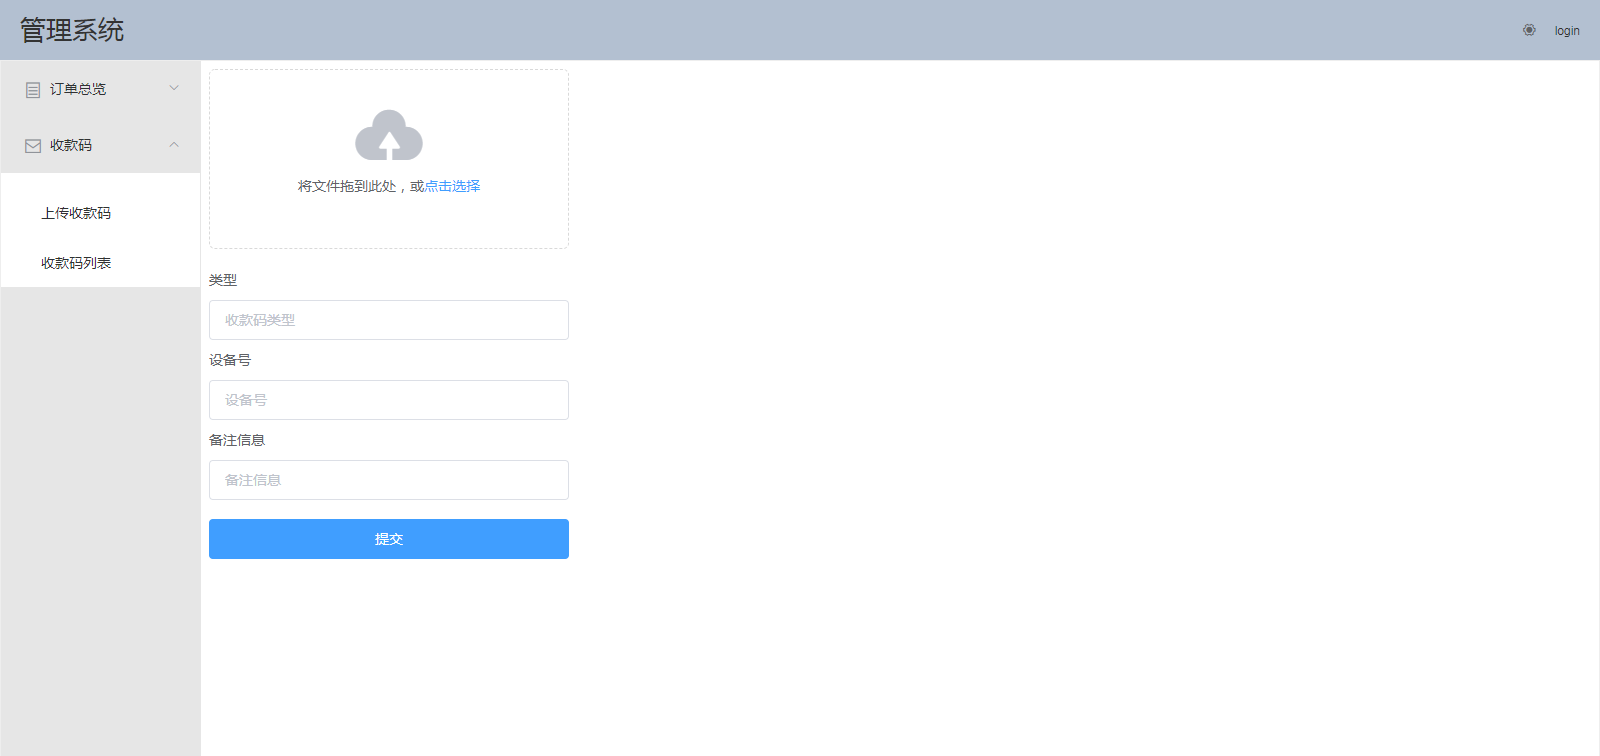 管理系统
login
订单总览
收款码
上传收款码
收款码列表
将文件拖到此处，或点击选择
类型
收款码类型
设备号
设备号
备注信息
备注信息
提交